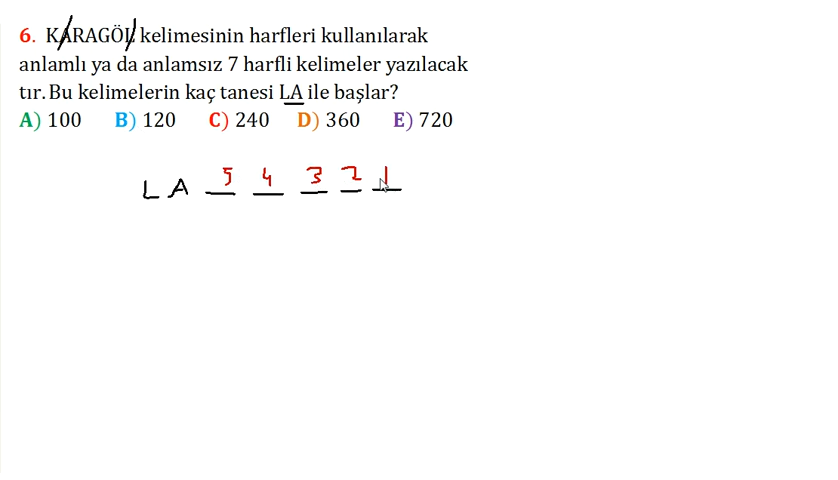 6. KARAGÖL kelimesinin harfleri kullanılarak
anlamlı ya da anlamsız 7 harfli kelimeler yazılacak
tır. Bu kelimelerin kaç tanesi LA ile başlar?
A) 100 B) 120 C) 240 D) 360 E) 720
L A 5 4 3 2 1